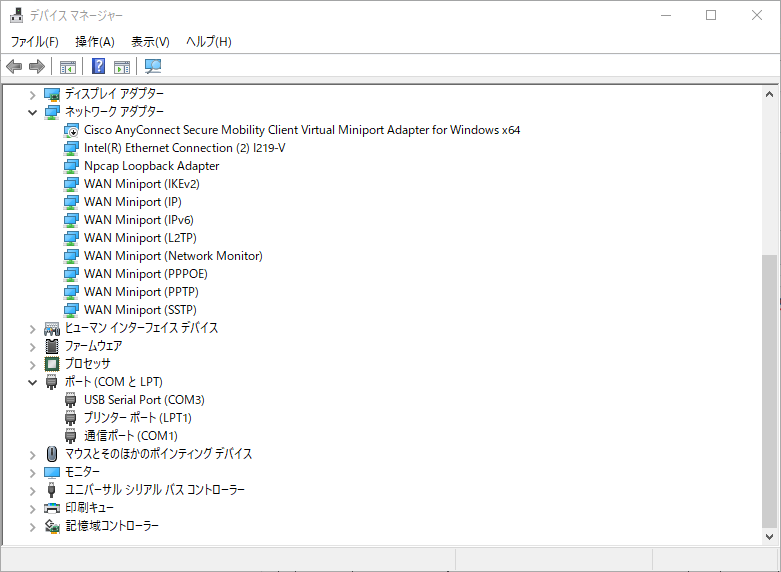 デバイス マネージャー
ファイル(F) 操作(A) 表示(V) ヘルプ(H)
ディスプレイ アダプター
ネットワーク アダプター
Cisco AnyConnect Secure Mobility Client Virtual Miniport Adapter for Windows x64
Intel(R) Ethernet Connection (2) I219-V
Npcap Loopback Adapter
WAN Miniport (IKEv2)
WAN Miniport (IP)
WAN Miniport (IPv6)
WAN Miniport (L2TP)
WAN Miniport (Network Monitor)
WAN Miniport (PPPOE)
WAN Miniport (PPTP)
WAN Miniport (SSTP)
ヒューマン インターフェイス デバイス
ファームウェア
プロセッサ
ポート (COM と LPT)
USB Serial Port (COM3)
プリンター ポート (LPT1)
通信ポート (COM1)
マウスとそのほかのポインティング デバイス
モニター
ユニバーサル シリアル バス コントローラー
印刷キュー
記憶域コントローラー